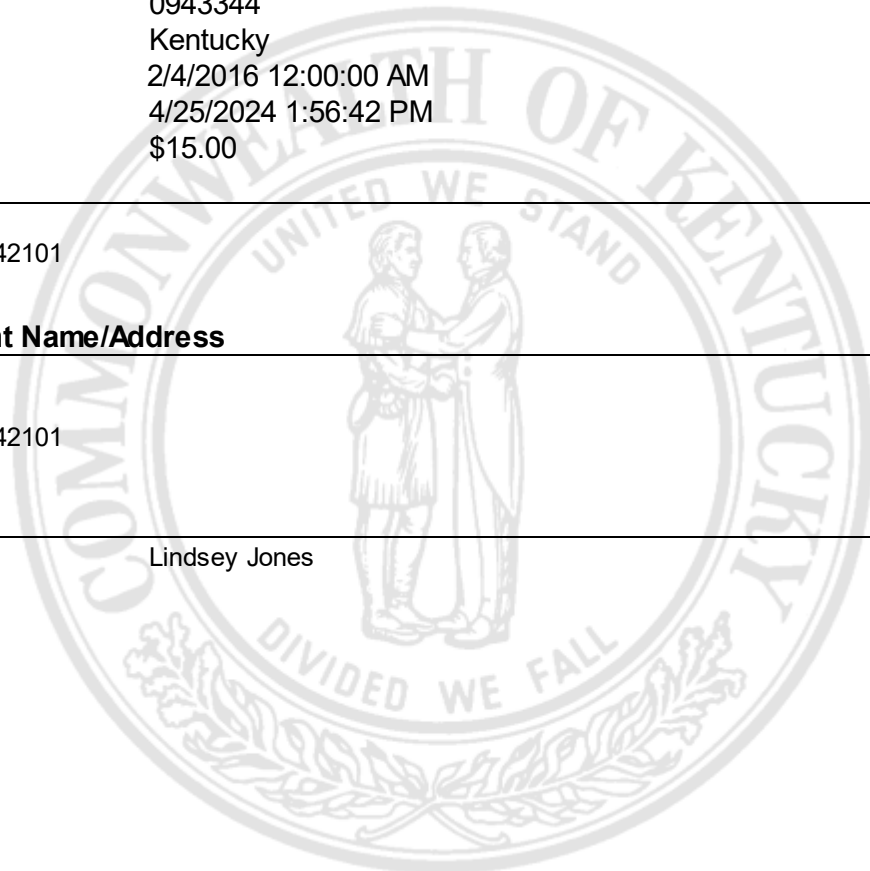 0943344
Kentucky
2/4/2016 12:00:00 AM
4/25/2024 1:56:42 PM
$15.00
42101
Name/Address
42101
Lindsey Jones
COMMONWEALTH OF KENTUCKY
UNITED WE STAND
DIVIDED WE FALL